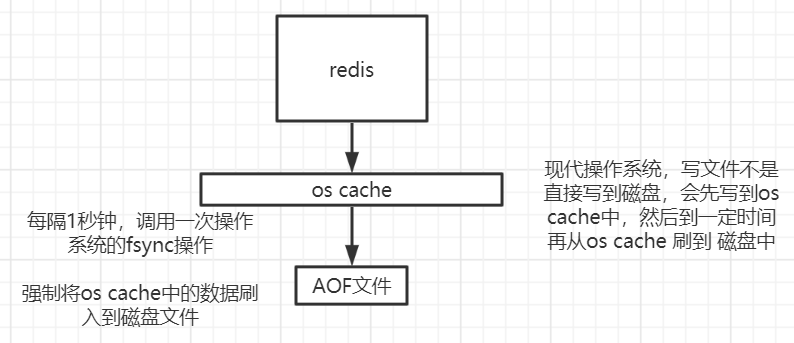 redis
os cache
现代操作系统，写文件不是
直接写到磁盘，会先写到os
cache中，然后到一定时间
再从os cache 刷到 磁盘中
每隔1秒钟，调用一次操作
系统的fsync操作
AOF文件
强制将os cache中的数据刷
入到磁盘文件